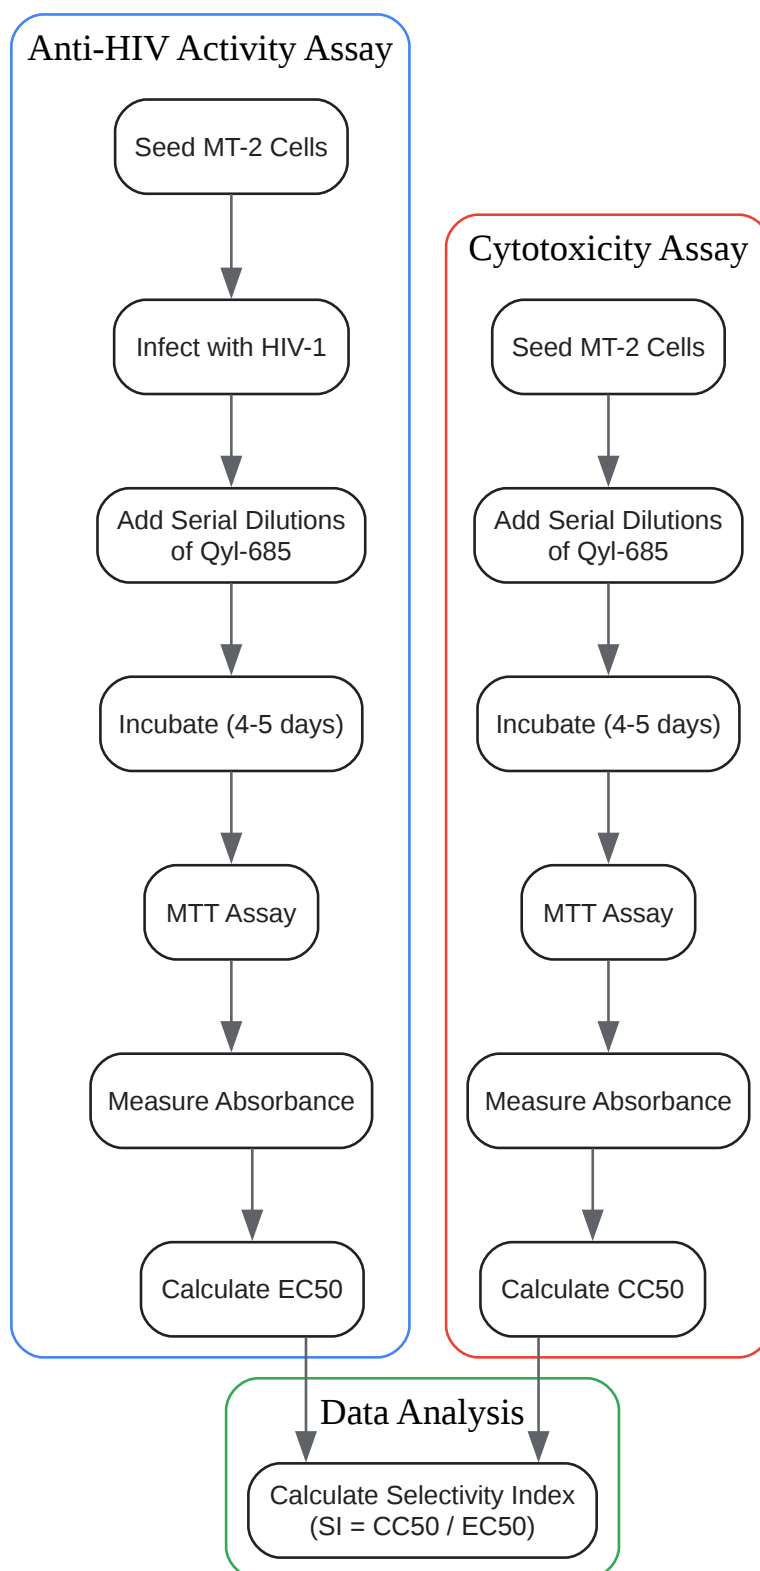 Anti-HIV Activity Assay
Seed MT-2 Cells
Infect with HIV-1
Add Serial Dilutions
of Qyl-685
Incubate (4-5 days)
MTT Assay
Measure Absorbance
Calculate EC50
Cytotoxicity Assay
Seed MT-2 Cells
Add Serial Dilutions
of Qyl-685
Incubate (4-5 days)
MTT Assay
Measure Absorbance
Calculate CC50
Data Analysis
Calculate Selectivity Index
(SI = CC50 / EC50)